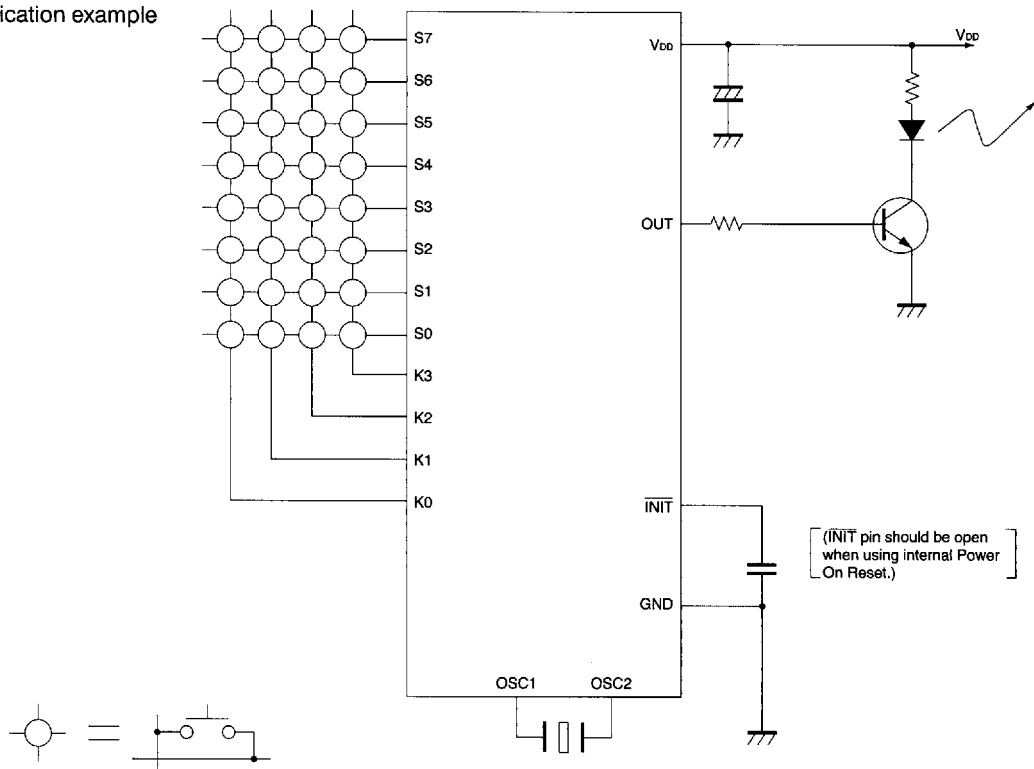 ication example
S7
S6
S5
S4
S3
S2
S1
S0
K3
K2
K1
K0
VDD
VDD
OUT
INIT
(INIT pin should be open
when using internal Power
On Reset.)
GND
OSC1 OSC2